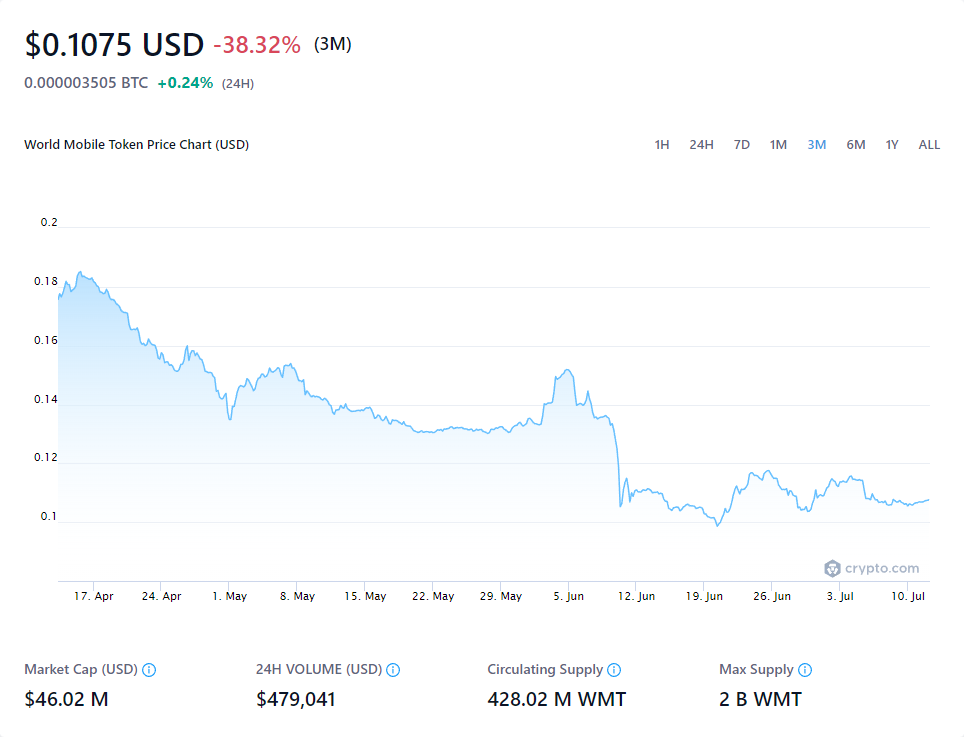 $0.1075 USD -38.32% (3M)
0.000003505 BTC +0.24% (24H)
World Mobile Token Price Chart (USD) 1H 24H 7D 1M 3M 6M 1Y ALL
0.2
0.18
0.16
0.14
0.12
0.1
crypto.com
17. Apr 24. Apr 1. May 8. May 15. May 22. May 29. May 5. Jun 12. Jun 19. Jun 26. Jun 3. Jul 10. Jul
Market Cap (USD) 24H VOLUME (USD) Circulating Supply Max Supply
$46.02 M $479,041 428.02 M WMT 2 B WMT